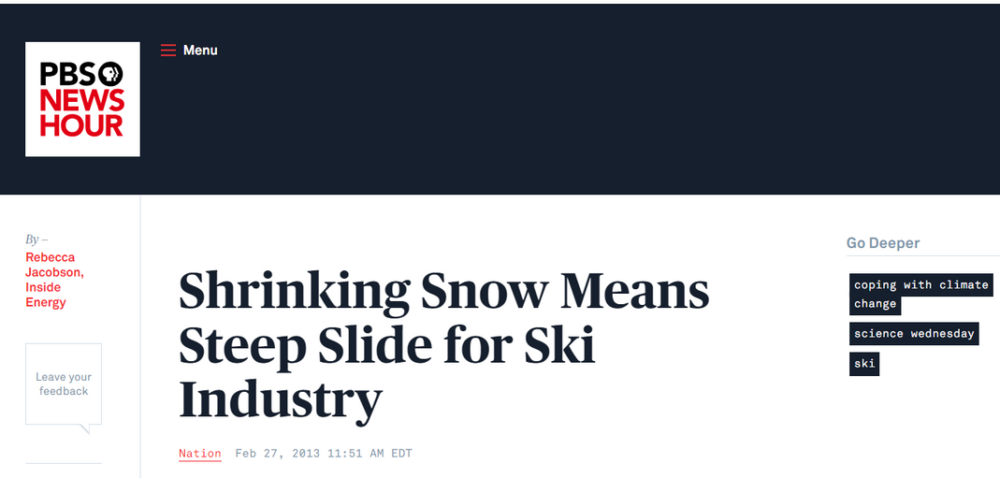 PBS
NEWS
HOUR
Menu
By —
Rebecca
Jacobson,
Inside
Energy
Leave your
feedback
Shrinking Snow Means
Steep Slide for Ski
Industry
Nation Feb 27, 2013 11:51 AM EDT
Go Deeper
coping with climate
change
science wednesday
ski